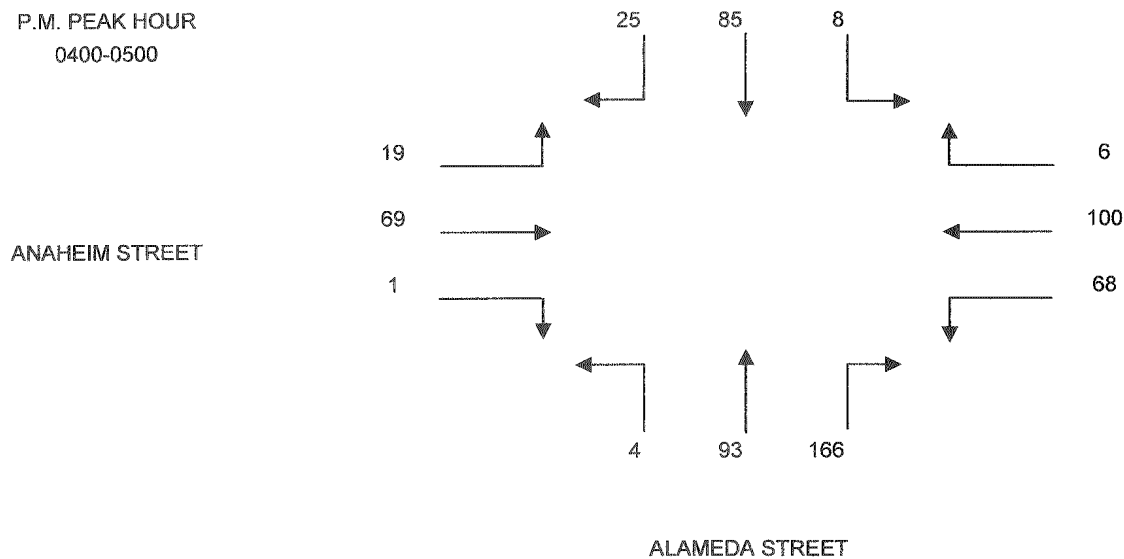 P.M. PEAK HOUR
0400-0500
25 85 8
19 6
69 100
ANAHEIM STREET
1 68
4 93 166
ALAMEDA STREET